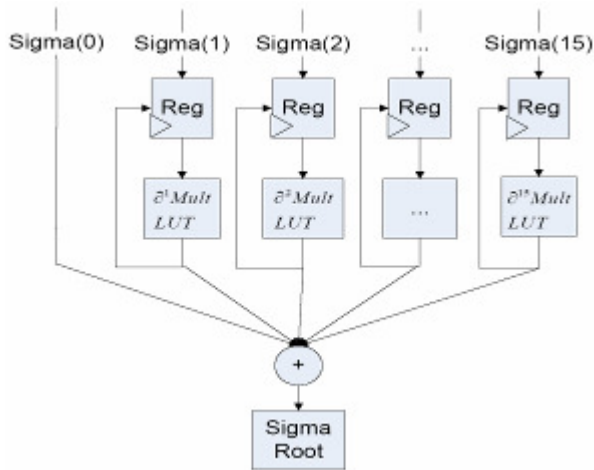 Sigma(0) Sigma(1) Sigma(2) ... Sigma(15)
Reg Reg Reg Reg
∂¹Mult ∂²Mult ... ∂¹⁵Mult
LUT LUT LUT
+
Sigma
Root